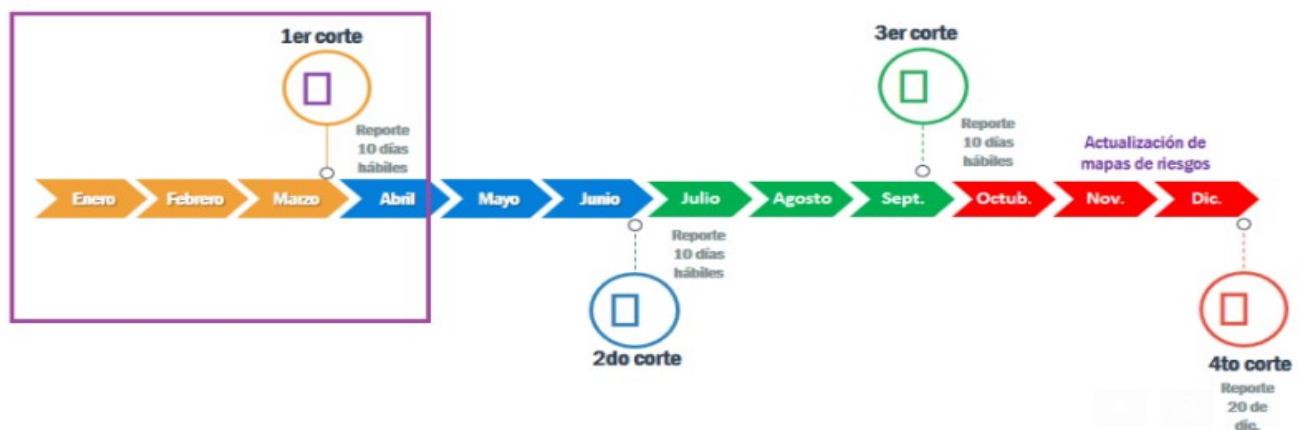 1er corte
3er corte
Reporte
10 días
hábiles
Reporte
10 días
hábiles
Actualización de
mapas de riesgos
Enero Febrero Marzo Abril Mayo Junio Julio Agosto Sept. Octub. Nov. Dic.
Reporte
10 días
hábiles
2do corte
4to corte
Reporte
20 de
dic.